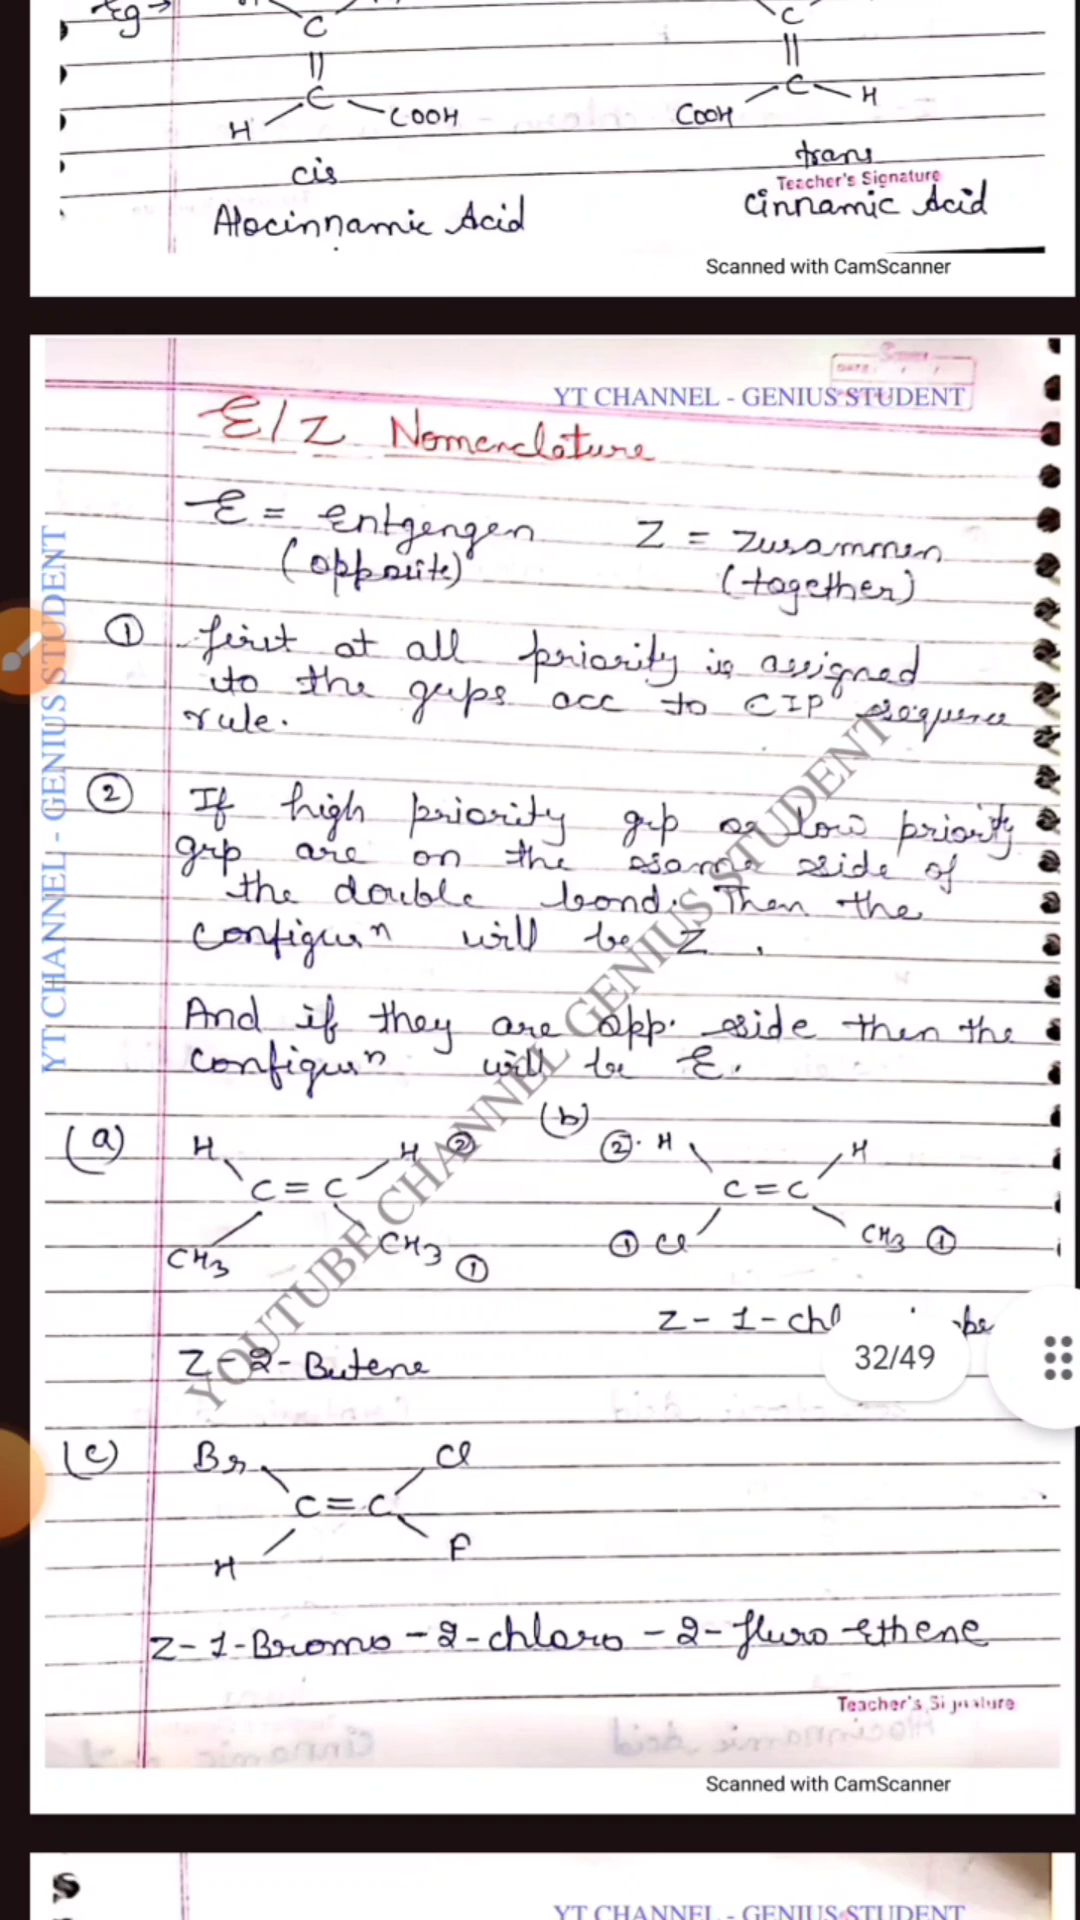 Eg →
C
C
||
||
C
C
H
COOH
COOH
H
cis
trans
Teacher's Signature
Alocinnamic Acid
Cinnamic Acid
Scanned with CamScanner
DATE:
YT CHANNEL - GENIUS STUDENT
E/Z Nomenclature
E = Entgengen Z = Zusammen
(opposite) (together)
① first at all priority is assigned
to the grps acc to CIP sequence
rule.
② If high priority grp or low priority
grp are on the same side of
the double bond. Then the
configurn will be Z.
And if they are opp. side then the
configurn will be E.
(a) H H ②
C = C
CH3 CH3 ①
(b) ②. H H
C = C
① Cl CH3 ①
Z - 1 - chl
Z - 2 - Butene
32/49
(c) Br Cl
C = C
H F
Z - 1 - Bromo - 2 - chloro - 2 - fluro Ethene
Teacher's Signature
Scanned with CamScanner
YT CHANNEL - GENIUS STUDENT
YOUTUBE CHANNEL GENIUS STUDENT
YT CHANNEL - GENIUS STUDENT